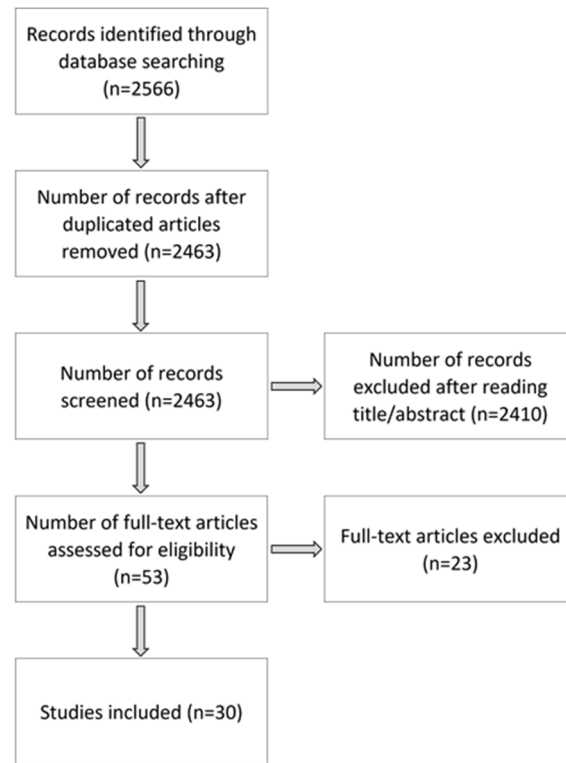 Records identified through
database searching
(n=2566)
Number of records after
duplicated articles
removed (n=2463)
Number of records
screened (n=2463)
Number of records
excluded after reading
title/abstract (n=2410)
Number of full-text articles
assessed for eligibility
(n=53)
Full-text articles excluded
(n=23)
Studies included (n=30)